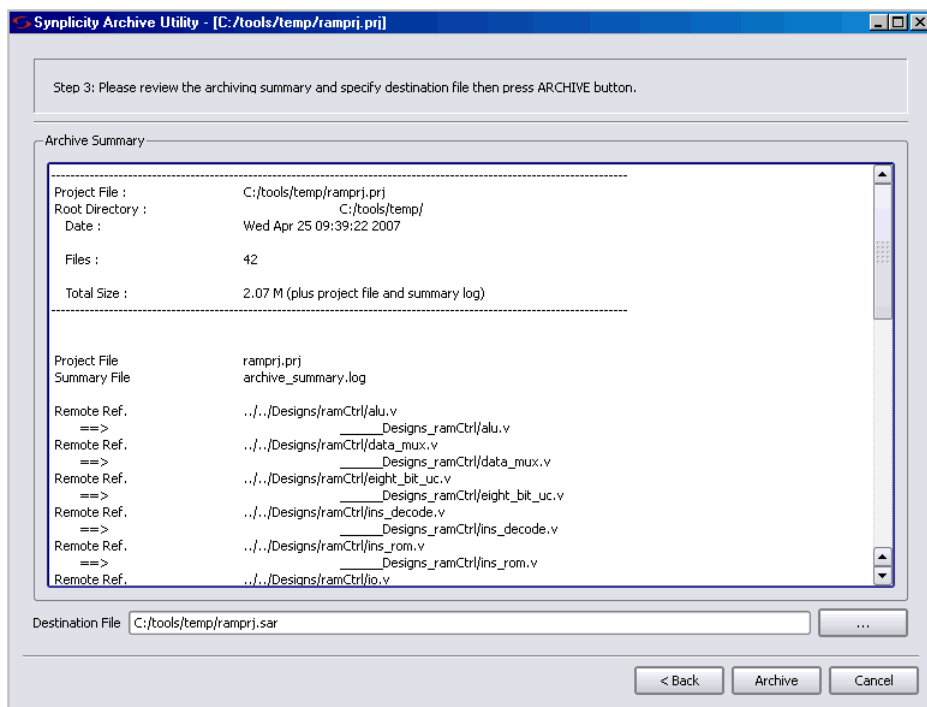 Synplicity Archive Utility - [C:/tools/temp/ramprj.prj]
Step 3: Please review the archiving summary and specify destination file then press ARCHIVE button.
Archive Summary
--------------------------------------------------------------------------------
Project File : C:/tools/temp/ramprj.prj
Root Directory : C:/tools/temp/
Date : Wed Apr 25 09:39:22 2007
Files : 42
Total Size : 2.07 M (plus project file and summary log)
--------------------------------------------------------------------------------
Project File ramprj.prj
Summary File archive_summary.log
Remote Ref. ../../Designs/ramCtrl/alu.v
==> ______Designs_ramCtrl/alu.v
Remote Ref. ../../Designs/ramCtrl/data_mux.v
==> ______Designs_ramCtrl/data_mux.v
Remote Ref. ../../Designs/ramCtrl/eight_bit_uc.v
==> ______Designs_ramCtrl/eight_bit_uc.v
Remote Ref. ../../Designs/ramCtrl/ins_decode.v
==> ______Designs_ramCtrl/ins_decode.v
Remote Ref. ../../Designs/ramCtrl/ins_rom.v
==> ______Designs_ramCtrl/ins_rom.v
Remote Ref. ../../Designs/ramCtrl/io.v
Destination File C:/tools/temp/ramprj.sar ...
< Back Archive Cancel